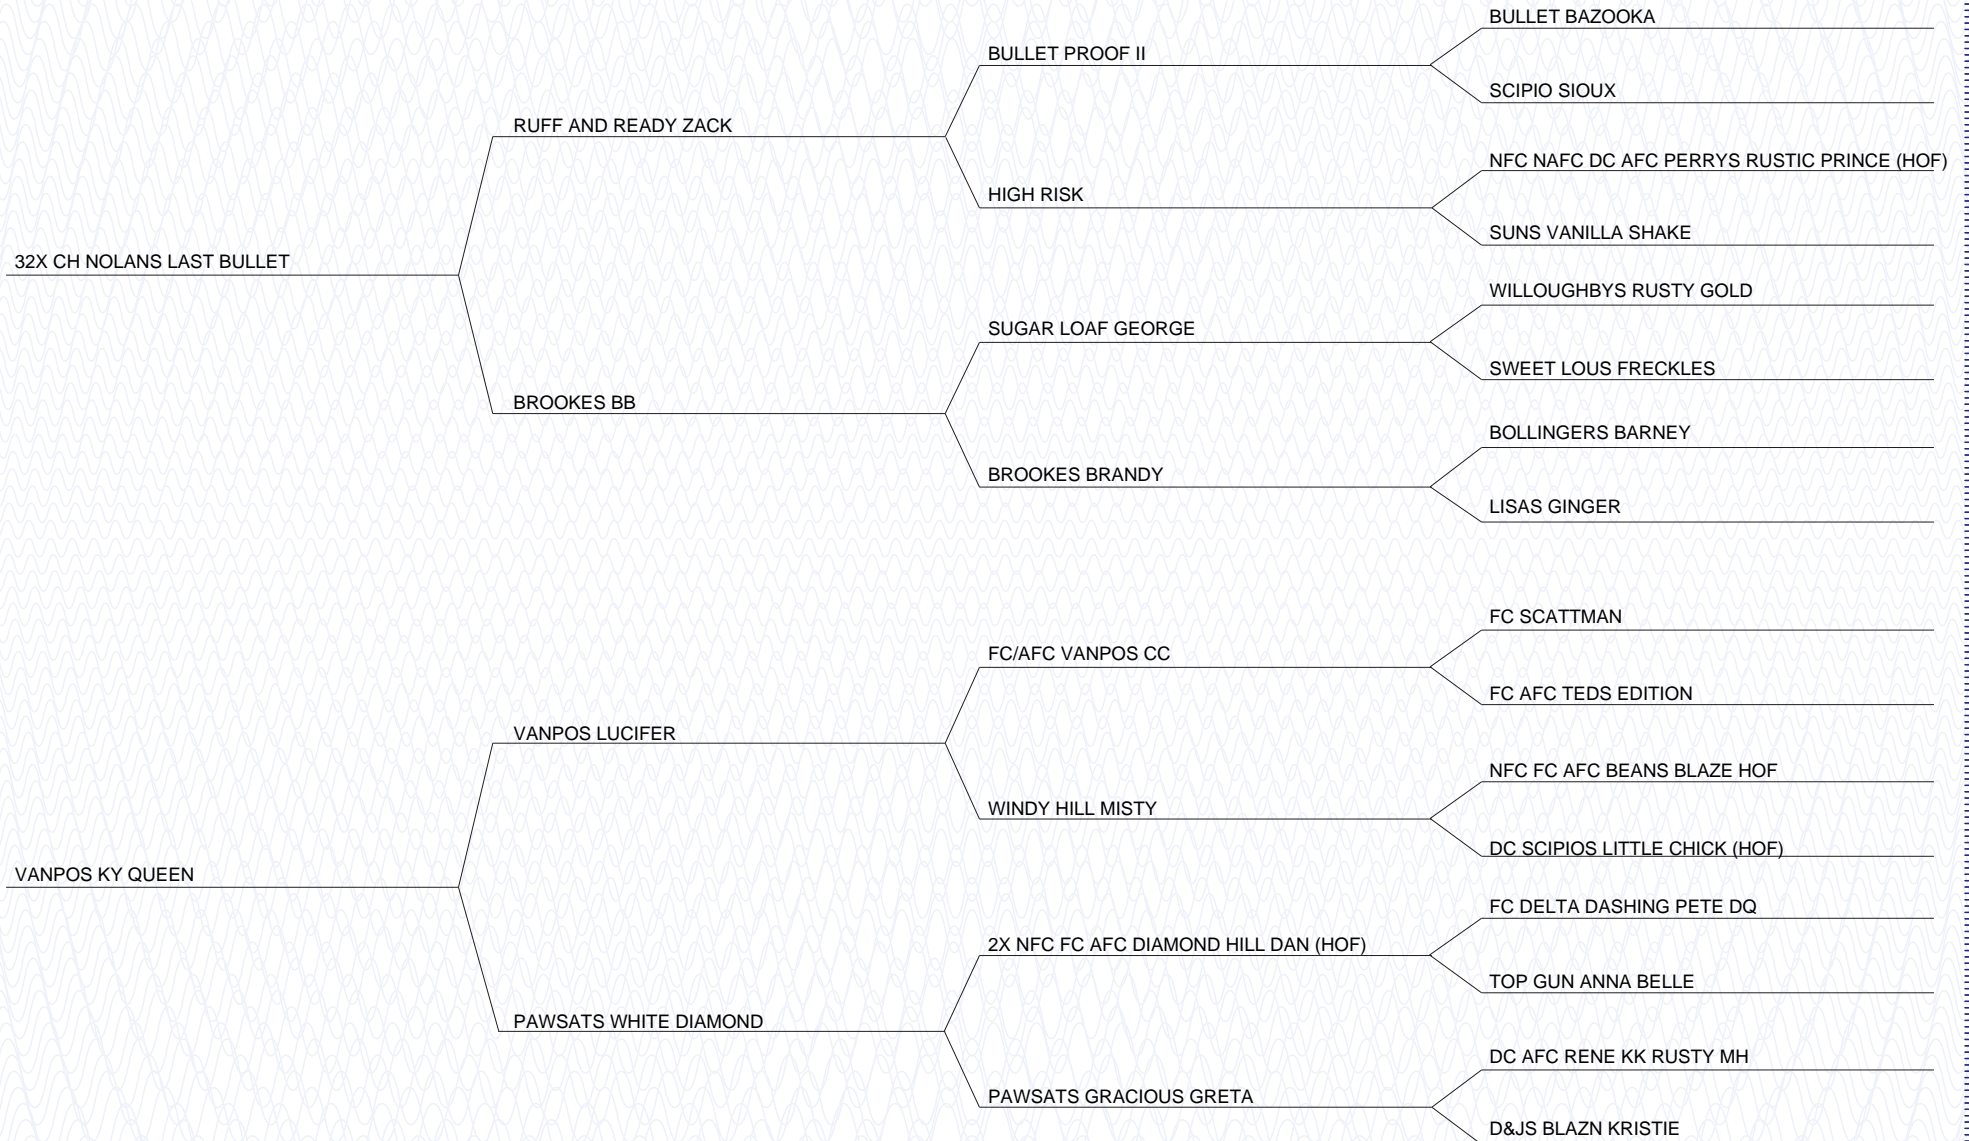 BULLET BAZOOKA
BULLET PROOF II
SCIPIO SIOUX
RUFF AND READY ZACK
NFC NAFC DC AFC PERRYS RUSTIC PRINCE (HOF)
HIGH RISK
SUNS VANILLA SHAKE
32X CH NOLANS LAST BULLET
WILLOUGHBYS RUSTY GOLD
SUGAR LOAF GEORGE
SWEET LOUS FRECKLES
BROOKES BB
BOLLINGERS BARNEY
BROOKES BRANDY
LISAS GINGER
FC SCATTMAN
FC/AFC VANPOS CC
FC AFC TEDS EDITION
VANPOS LUCIFER
NFC FC AFC BEANS BLAZE HOF
WINDY HILL MISTY
DC SCIPIOS LITTLE CHICK (HOF)
VANPOS KY QUEEN
FC DELTA DASHING PETE DQ
2X NFC FC AFC DIAMOND HILL DAN (HOF)
TOP GUN ANNA BELLE
PAWSATS WHITE DIAMOND
DC AFC RENE KK RUSTY MH
PAWSATS GRACIOUS GRETA
D&JS BLAZN KRISTIE